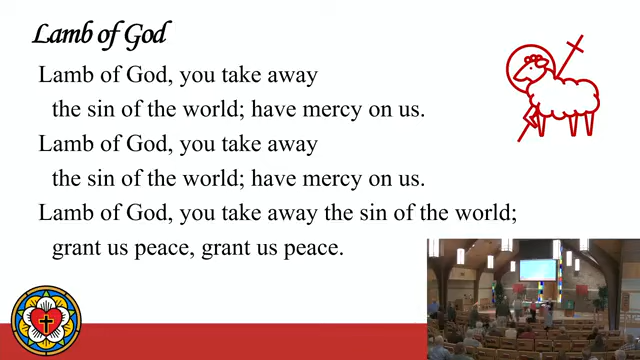 Lamb of God
Lamb of God, you take away
the sin of the world; have mercy on us.
Lamb of God, you take away
the sin of the world; have mercy on us.
Lamb of God, you take away the sin of the world;
grant us peace, grant us peace.